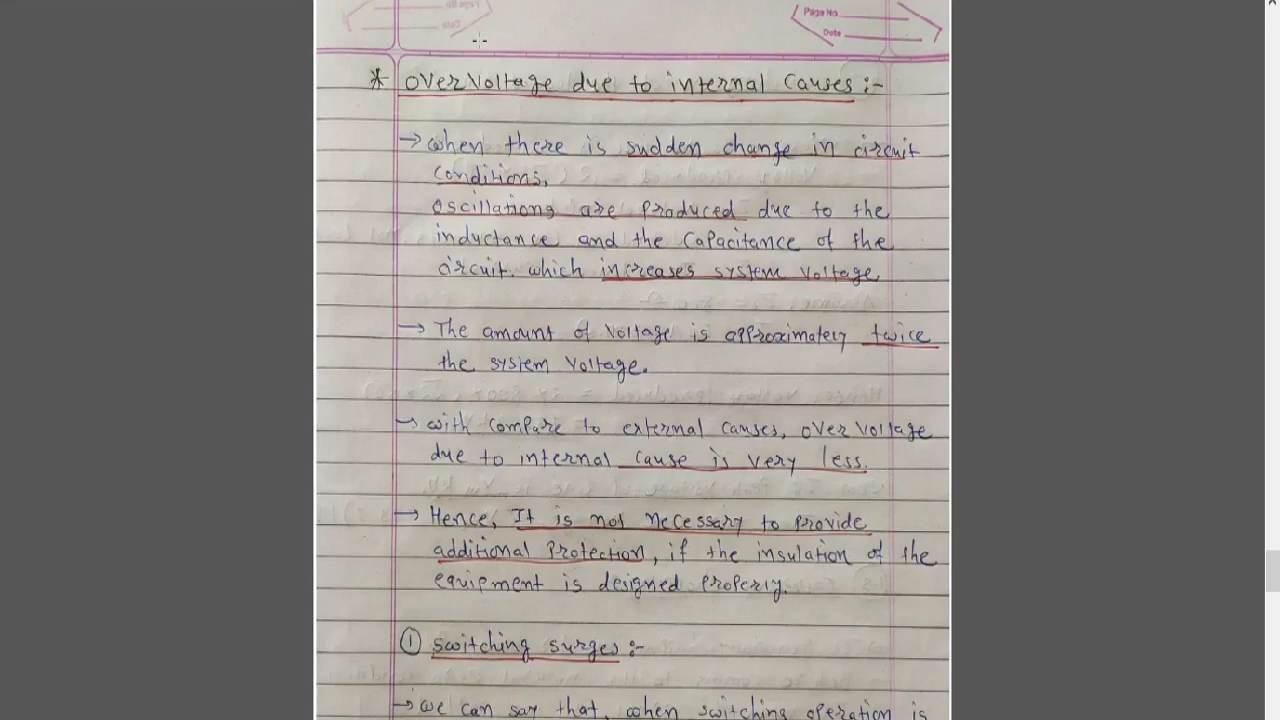 Page No
Date
* Over Voltage due to internal Causes :-
→ when there is sudden change in circuit
Conditions,
oscillations are produced due to the
inductance and the Capacitance of the
circuit. which increases system Voltage.
→ The amount of Voltage is approximately twice
the system Voltage.
→ with compare to external causes, over voltage
due to internal cause is very less.
→ Hence, It is not necessary to provide
additional protection, if the insulation of the
equipment is designed properly.
① switching surges :-
→ we can say that, when switching operation is